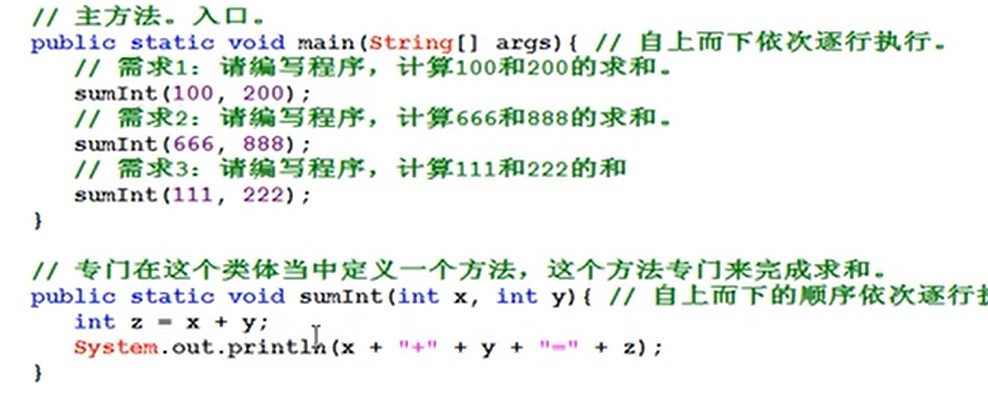 // 主方法。入口。
public static void main(String[] args){ // 自上而下依次逐行执行。
// 需求1：请编写程序，计算100和200的求和。
sumInt(100, 200);
// 需求2：请编写程序，计算666和888的求和。
sumInt(666, 888);
// 需求3：请编写程序，计算111和222的和
sumInt(111, 222);
}
// 专门在这个类体当中定义一个方法，这个方法专门来完成求和。
public static void sumInt(int x, int y){ // 自上而下的顺序依次逐行
int z = x + y;
System.out.println(x + "+" + y + "=" + z);
}